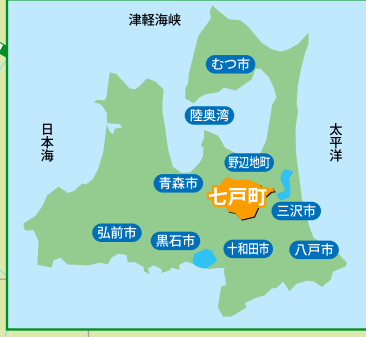 津軽海峡
むつ市
陸奥湾
日本海
太平洋
野辺地町
青森市
七戸町
三沢市
弘前市
黒石市
十和田市
八戸市